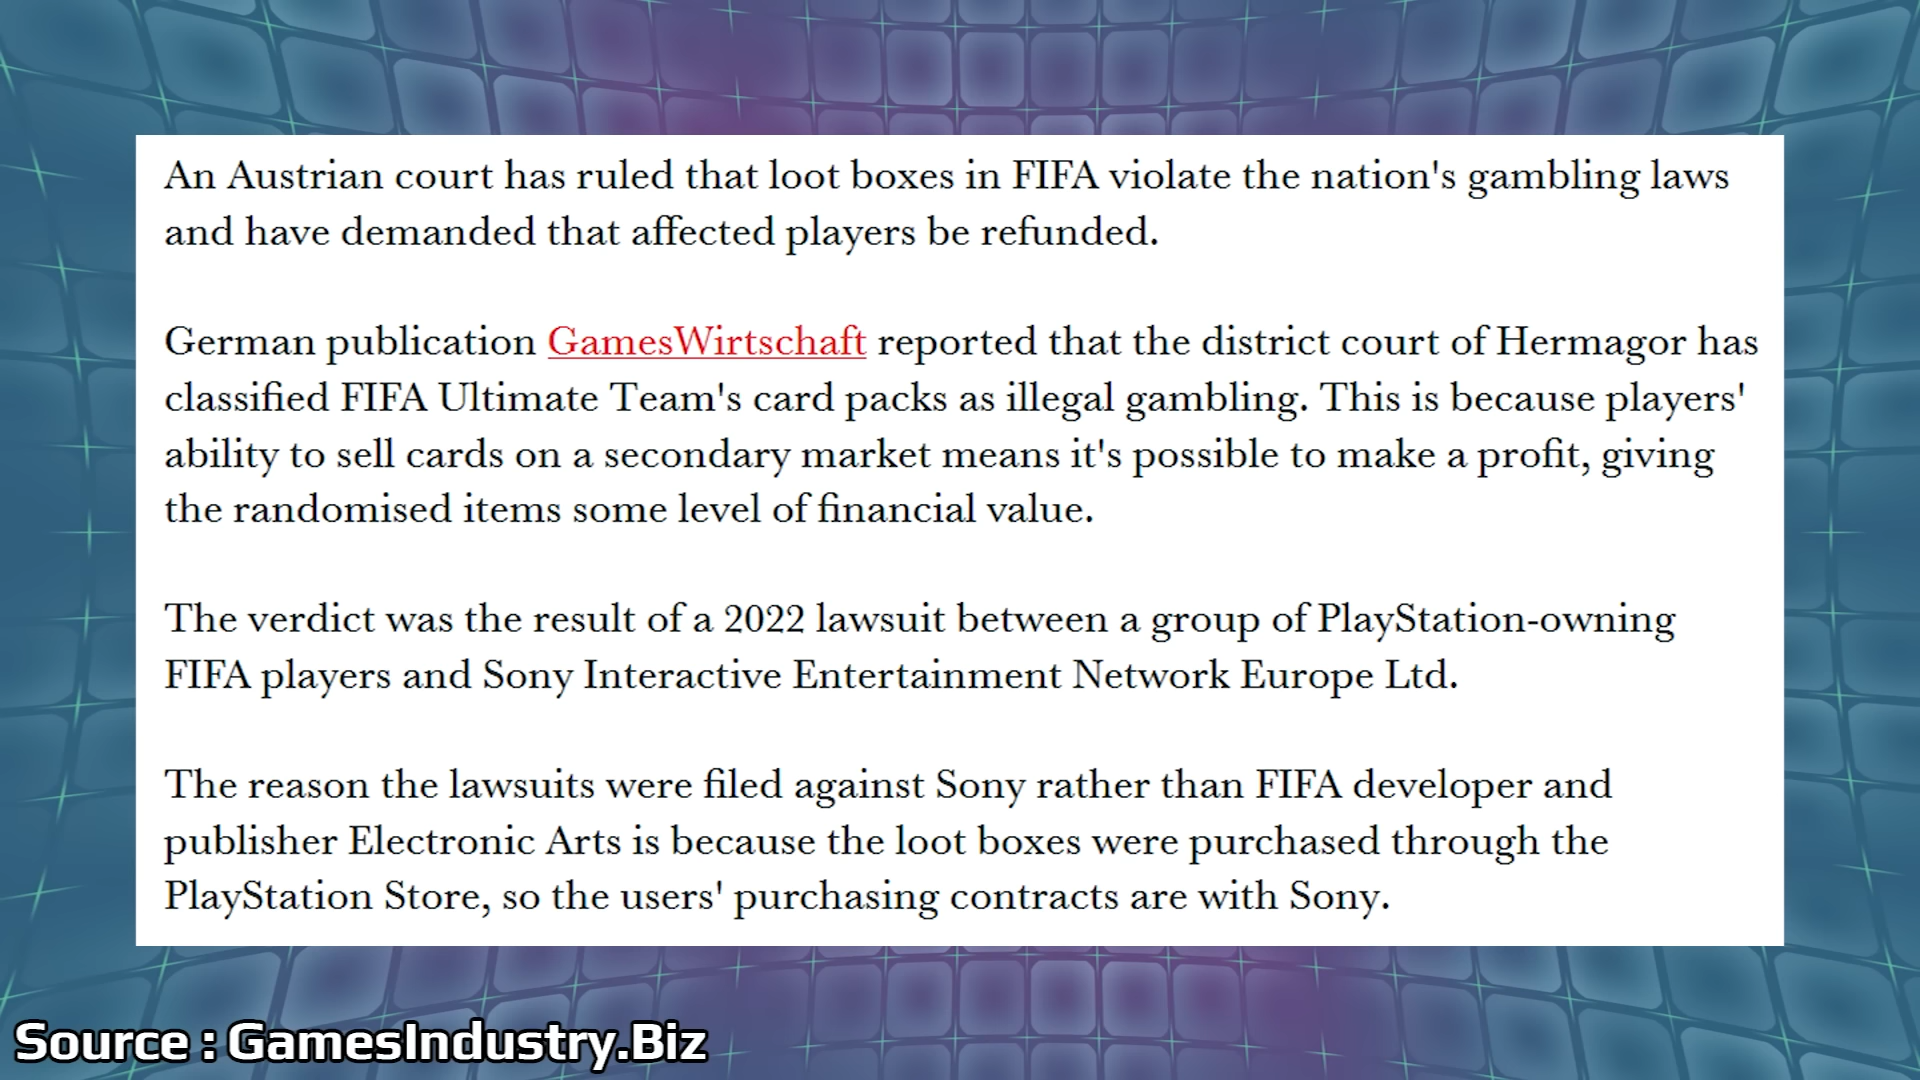 An Austrian court has ruled that loot boxes in FIFA violate the nation's gambling laws
and have demanded that affected players be refunded.
German publication GamesWirtschaft reported that the district court of Hermagor has
classified FIFA Ultimate Team's card packs as illegal gambling. This is because players'
ability to sell cards on a secondary market means it's possible to make a profit, giving
the randomised items some level of financial value.
The verdict was the result of a 2022 lawsuit between a group of PlayStation-owning
FIFA players and Sony Interactive Entertainment Network Europe Ltd.
The reason the lawsuits were filed against Sony rather than FIFA developer and
publisher Electronic Arts is because the loot boxes were purchased through the
PlayStation Store, so the users' purchasing contracts are with Sony.
Source : GamesIndustry.Biz